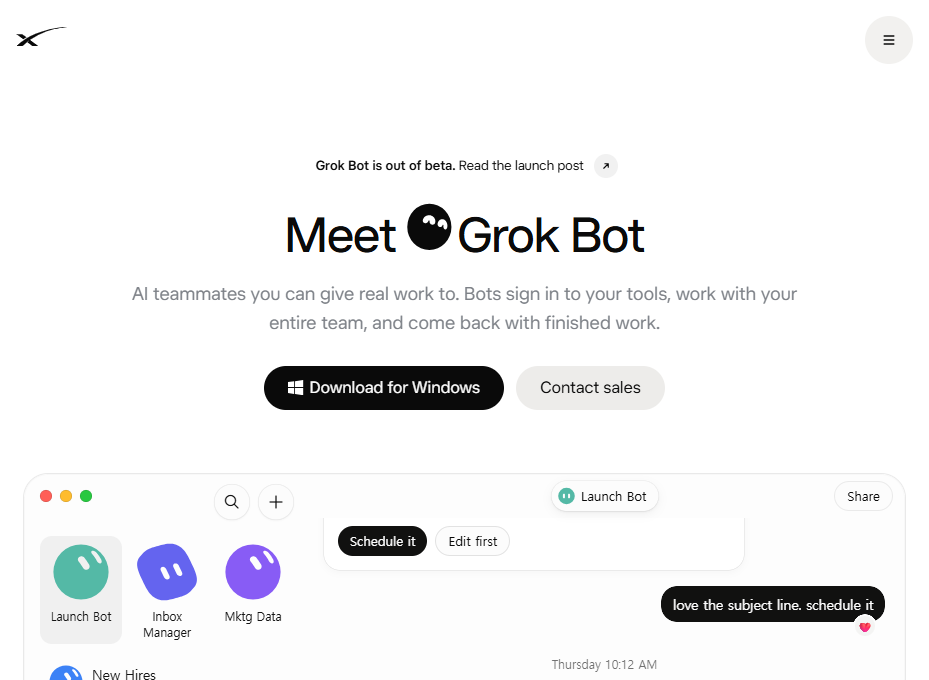 Grok Bot is out of beta. Read the launch post
Meet Grok Bot
AI teammates you can give real work to. Bots sign in to your tools, work with your
entire team, and come back with finished work.
Download for Windows
Contact sales
Launch Bot
Share
Schedule it
Edit first
love the subject line. schedule it
Launch Bot
Inbox
Manager
Mktg Data
Thursday 10:12 AM
New Hires